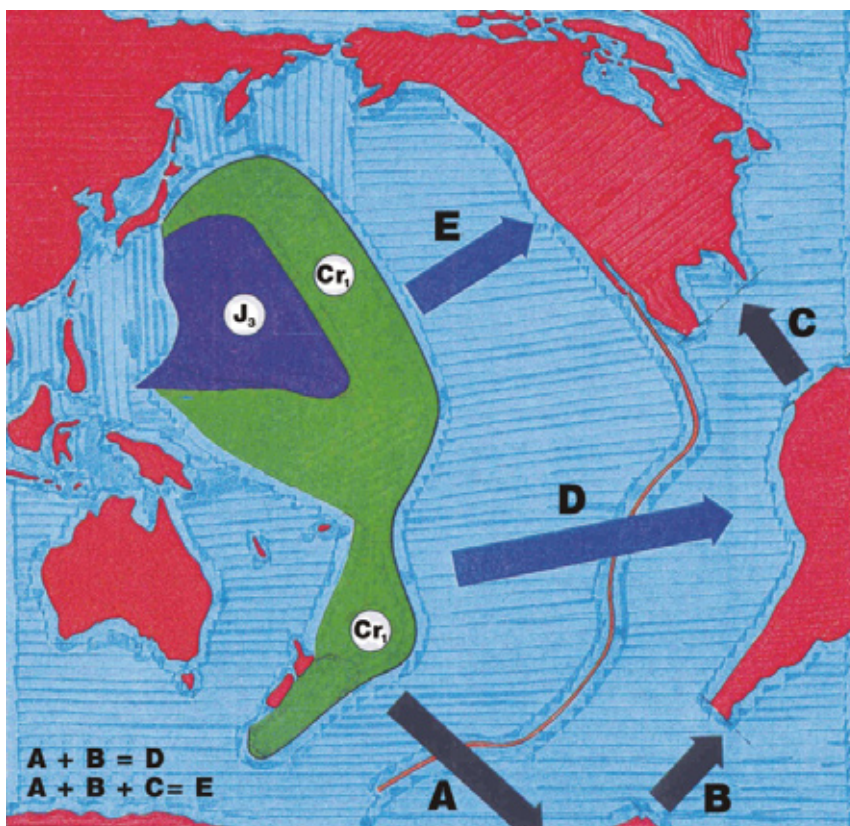 E
Cr₁
J₃
C
D
Cr₁
A + B = D
A + B + C= E
A
B